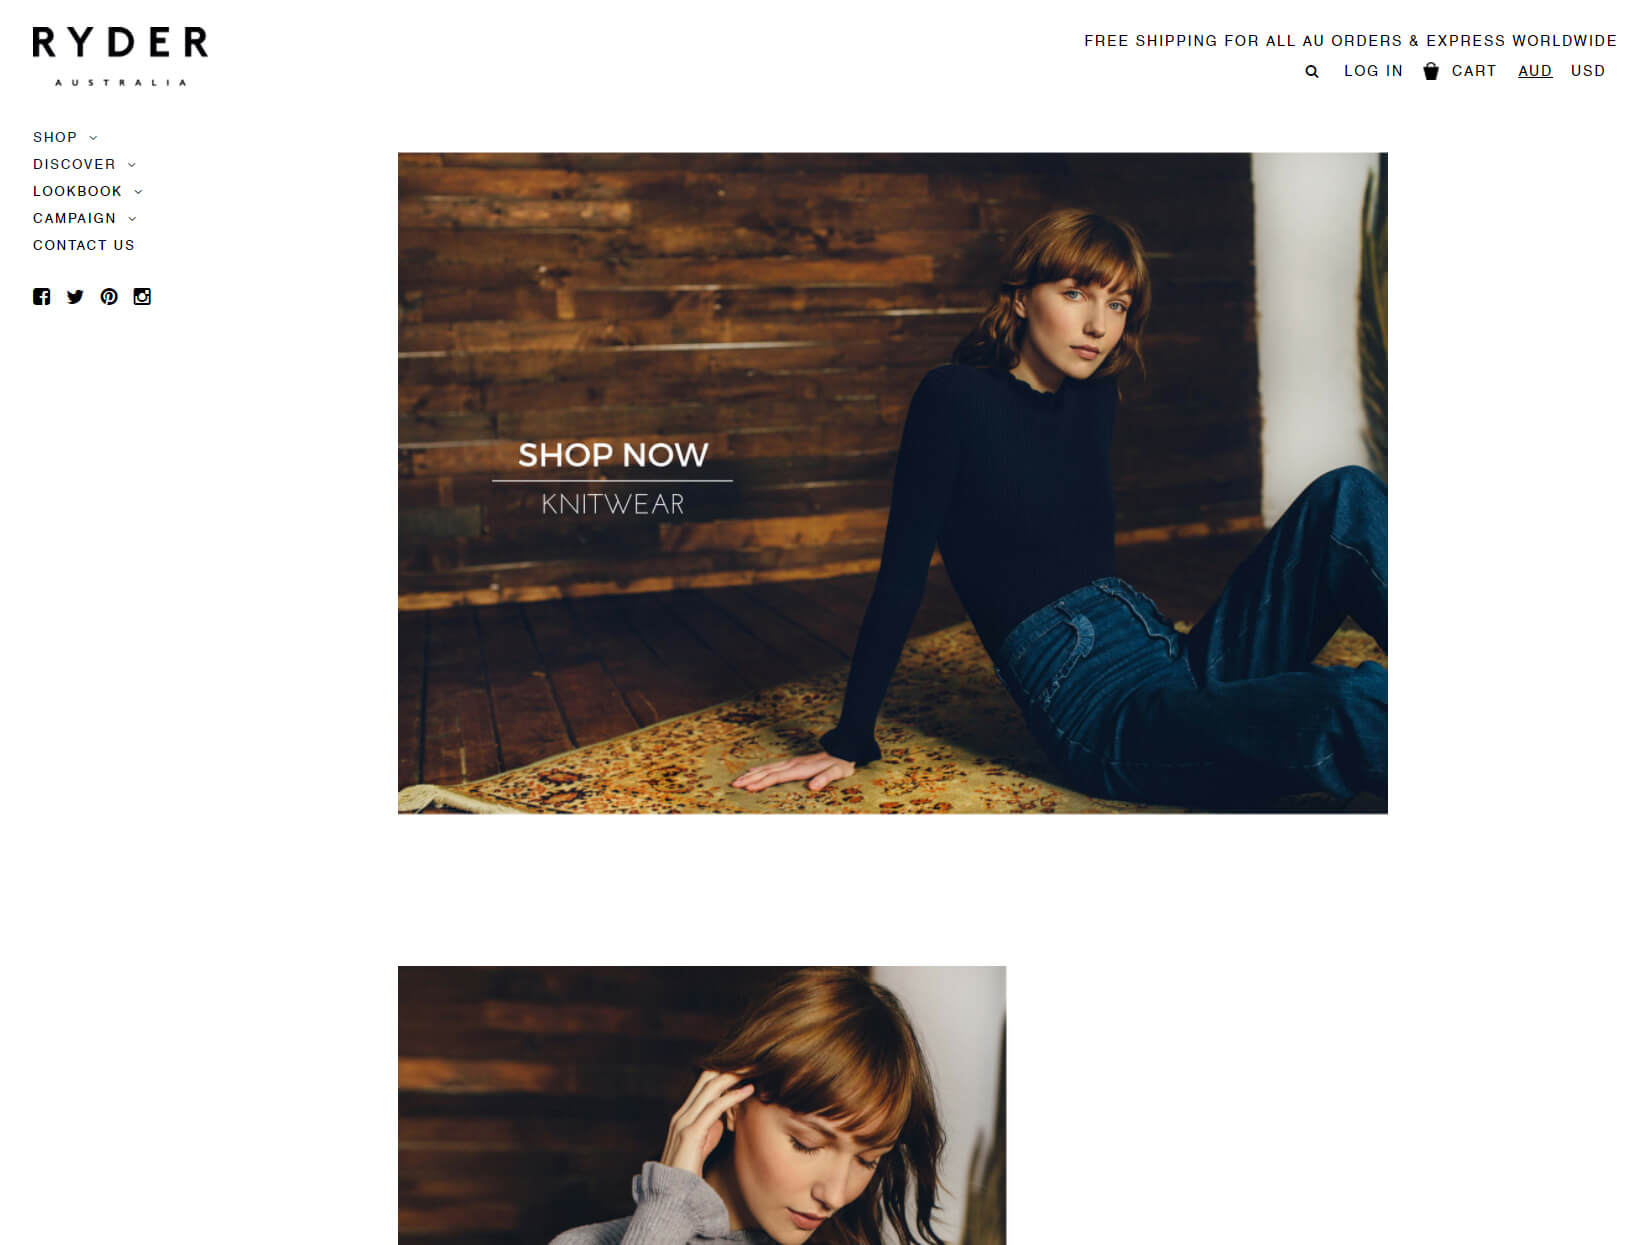 RYDER
AUSTRALIA
FREE SHIPPING FOR ALL AU ORDERS & EXPRESS WORLDWIDE
LOG IN CART AUD USD
SHOP
DISCOVER
LOOKBOOK
CAMPAIGN
CONTACT US
SHOP NOW
KNITWEAR